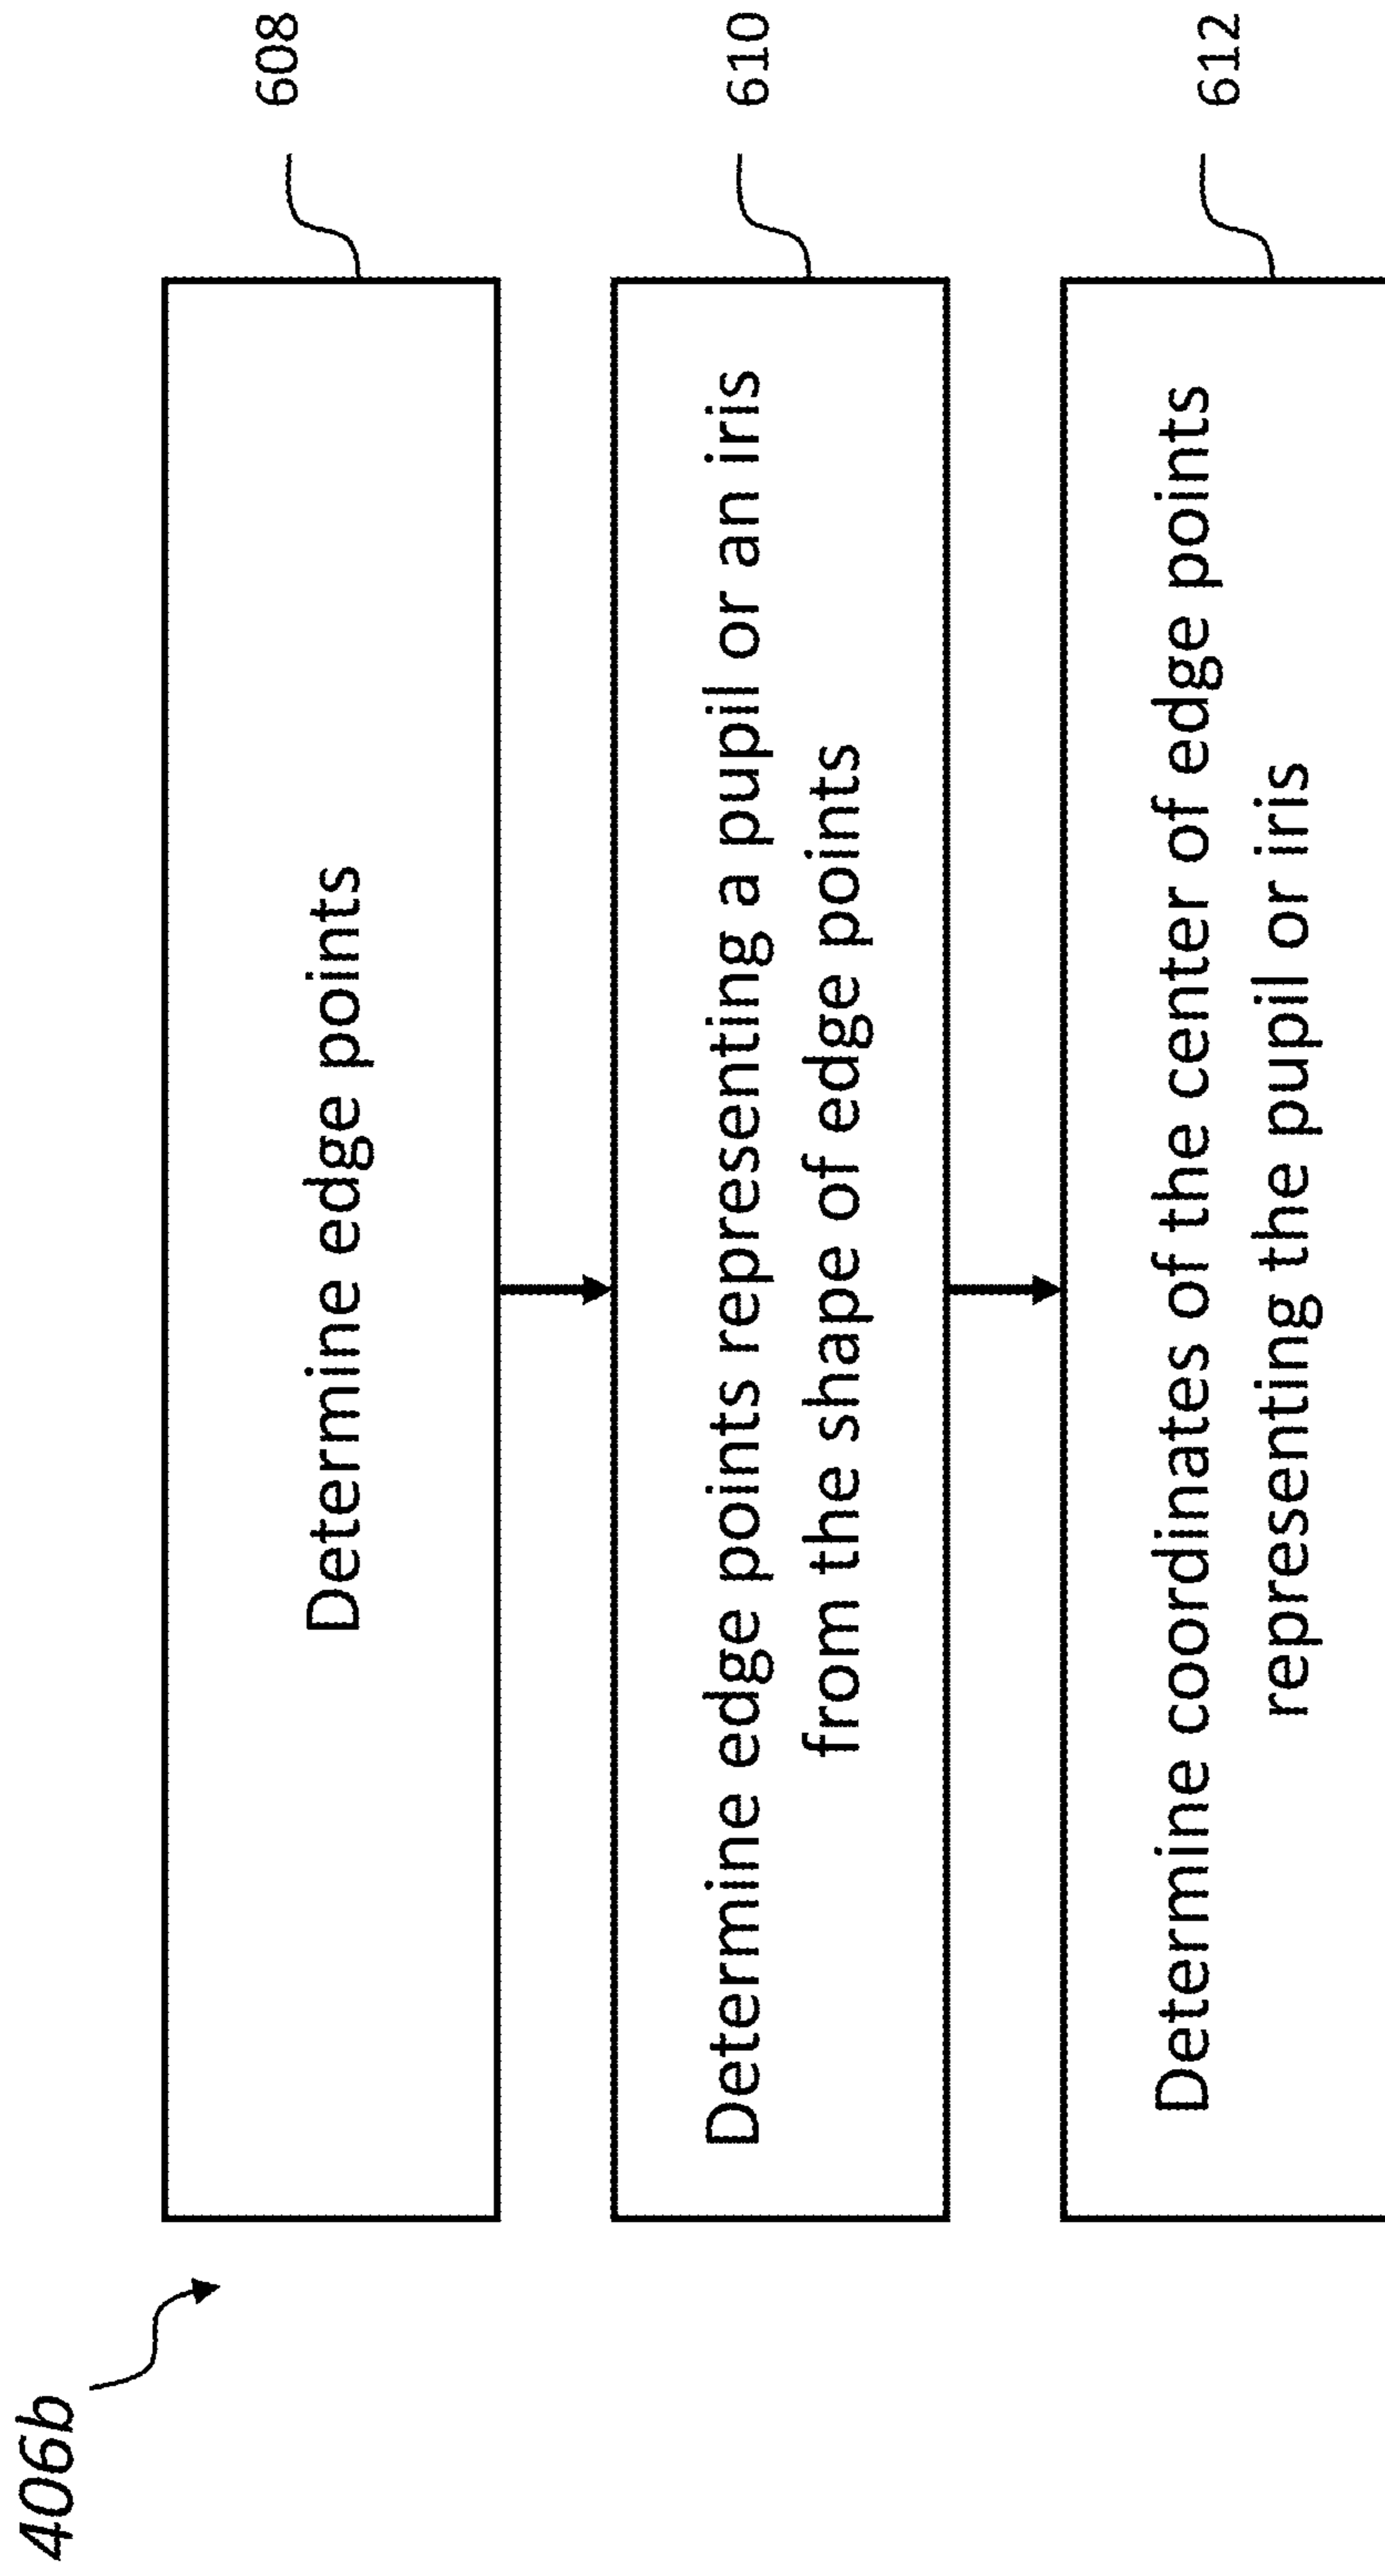 406b
Determine edge points
608
Determine edge points representing a pupil or an iris
from the shape of edge points
610
Determine coordinates of the center of edge points
representing the pupil or iris
612